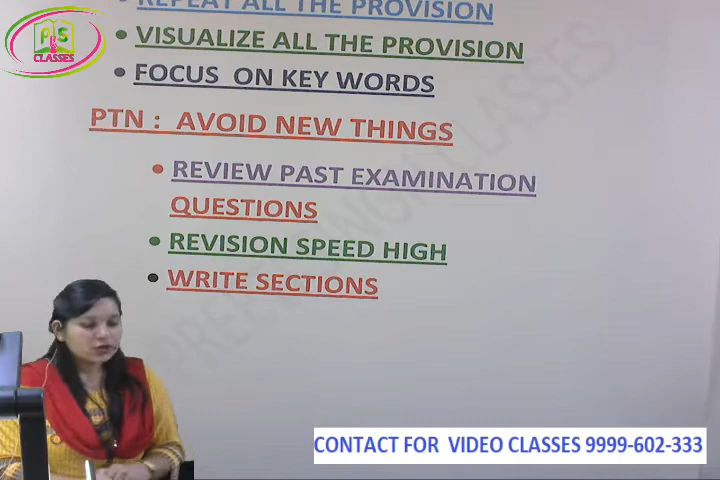 • REPEAT ALL THE PROVISION
• VISUALIZE ALL THE PROVISION
• FOCUS ON KEY WORDS
PTN : AVOID NEW THINGS
• REVIEW PAST EXAMINATION
QUESTIONS
• REVISION SPEED HIGH
• WRITE SECTIONS
CLASSES
CONTACT FOR VIDEO CLASSES 9999-602-333